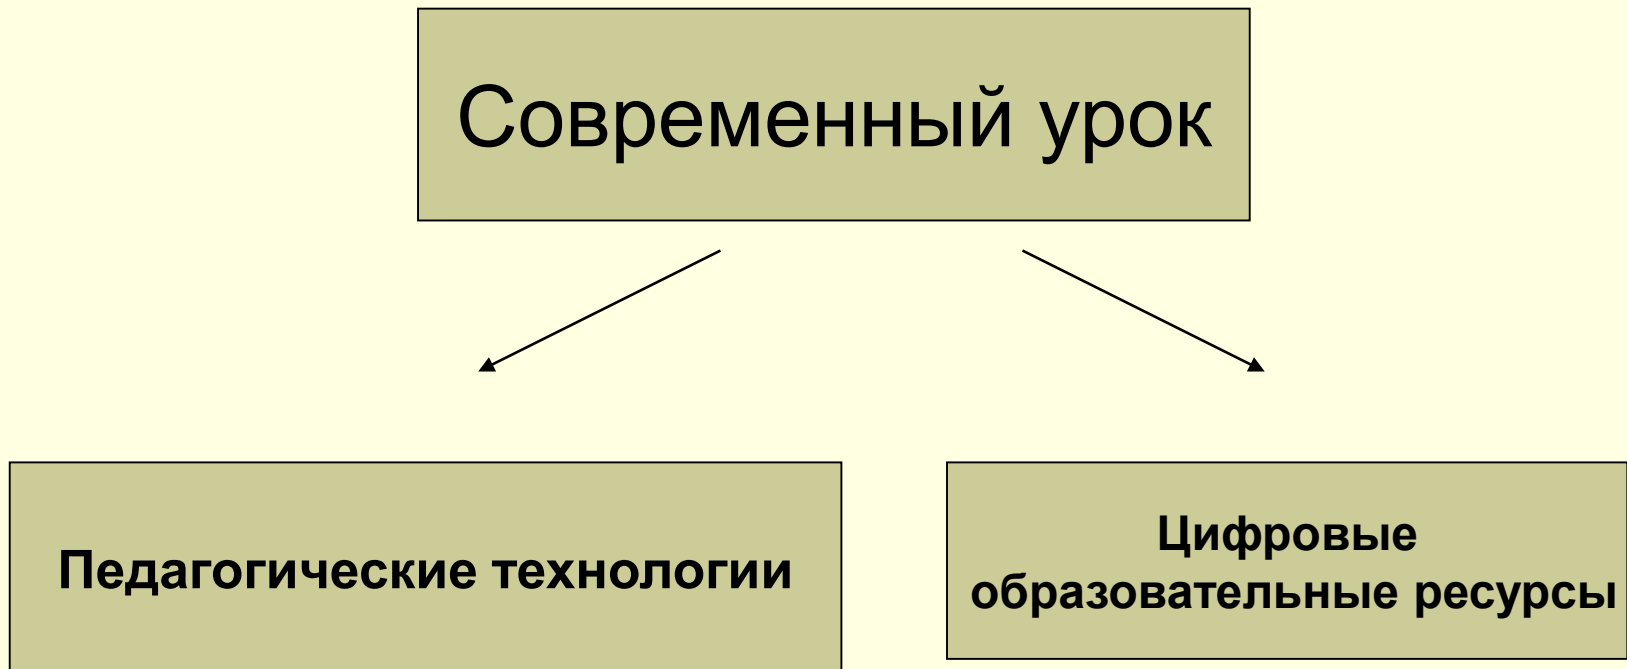 Современный урок
Педагогические технологии
Цифровые
образовательные ресурсы